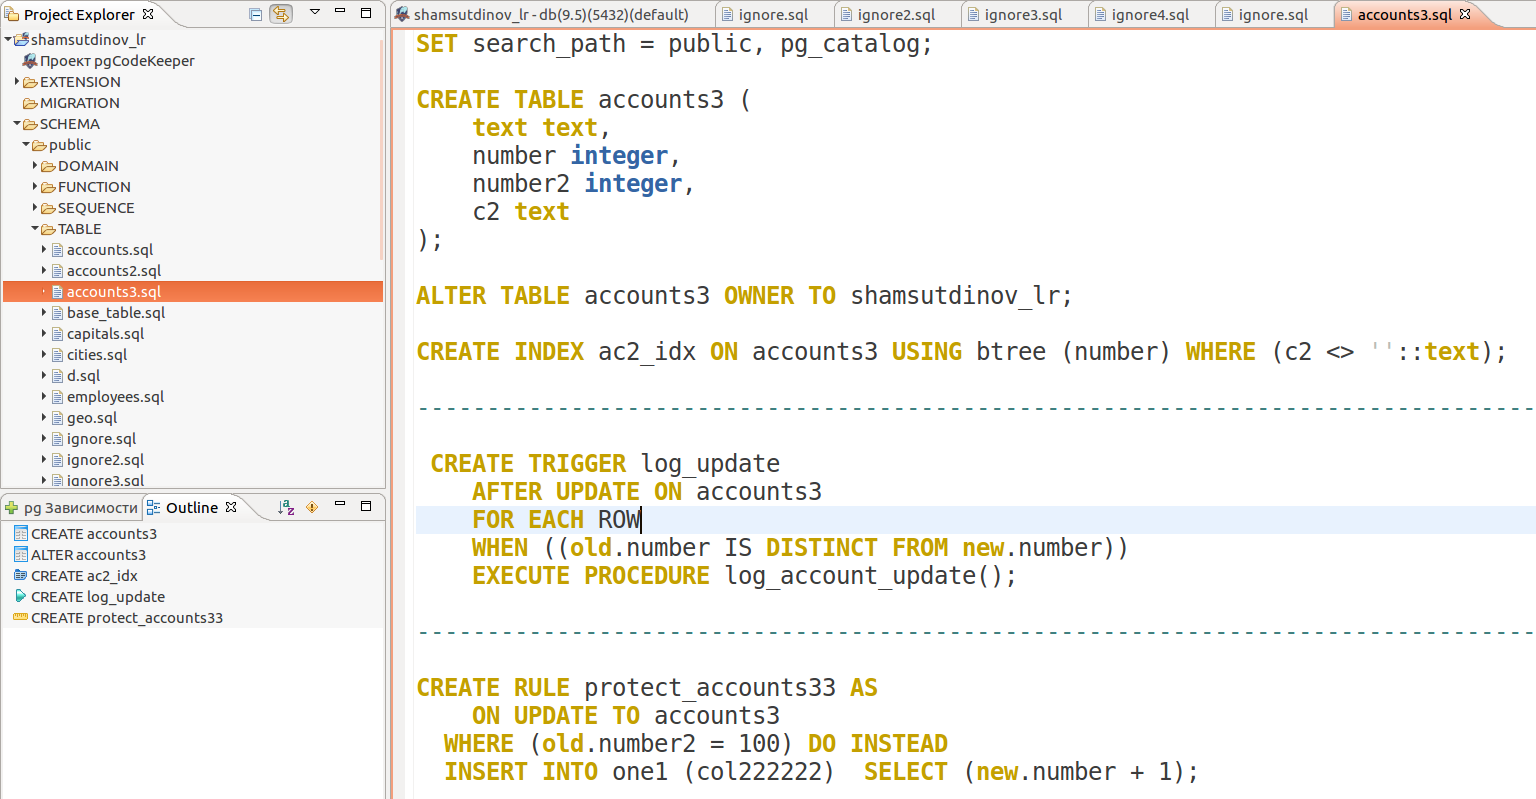 Project Explorer
shamsutdinov_lr
Проект pgCodeKeeper
EXTENSION
MIGRATION
SCHEMA
public
DOMAIN
FUNCTION
SEQUENCE
TABLE
accounts.sql
accounts2.sql
accounts3.sql
base_table.sql
capitals.sql
cities.sql
d.sql
employees.sql
geo.sql
ignore.sql
ignore2.sql
ignore3.sql
pg Зависимости
Outline
CREATE accounts3
ALTER accounts3
CREATE ac2_idx
CREATE log_update
CREATE protect_accounts33
shamsutdinov_lr - db(9.5)(5432)(default)
ignore.sql
ignore2.sql
ignore3.sql
ignore4.sql
ignore.sql
accounts3.sql
SET search_path = public, pg_catalog;
CREATE TABLE accounts3 (
text text,
number integer,
number2 integer,
c2 text
);
ALTER TABLE accounts3 OWNER TO shamsutdinov_lr;
CREATE INDEX ac2_idx ON accounts3 USING btree (number) WHERE (c2 <> ''::text);
--------------------------------------------------------------------------------
CREATE TRIGGER log_update
AFTER UPDATE ON accounts3
FOR EACH ROW
WHEN ((old.number IS DISTINCT FROM new.number))
EXECUTE PROCEDURE log_account_update();
--------------------------------------------------------------------------------
CREATE RULE protect_accounts33 AS
ON UPDATE TO accounts3
WHERE (old.number2 = 100) DO INSTEAD
INSERT INTO one1 (col222222)  SELECT (new.number + 1);